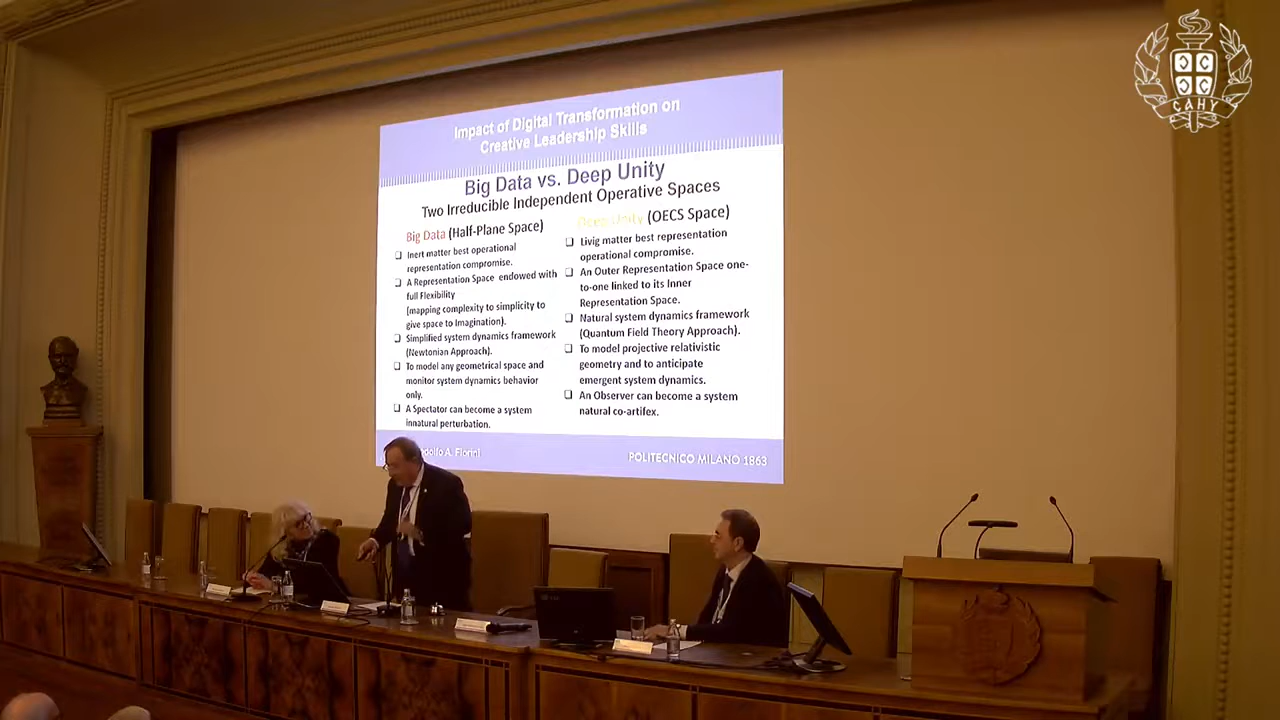 САНУ
Impact of Digital Transformation on
Creative Leadership Skills
Big Data vs. Deep Unity
Two Irreducible Independent Operative Spaces
Big Data (Half-Plane Space)
Inert matter best operational
representation compromise.
A Representation Space endowed with
full Flexibility
(mapping complexity to simplicity to
give space to Imagination).
Simplified system dynamics framework
(Newtonian Approach).
To model any geometrical space and
monitor system dynamics behavior
only.
A Spectator can become a system
innatural perturbation.
Deep Unity (OECS Space)
Livig matter best representation
operational compromise.
An Outer Representation Space one-
to-one linked to its Inner
Representation Space.
Natural system dynamics framework
(Quantum Field Theory Approach).
To model projective relativistic
geometry and to anticipate
emergent system dynamics.
An Observer can become a system
natural co-artifex.
A. Fiorini
POLITECNICO MILANO 1863